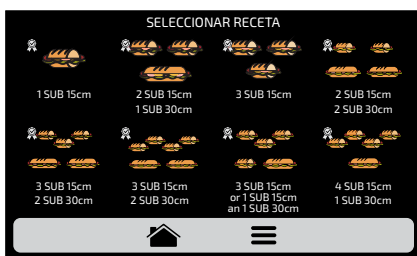 SELECCIONAR RECETA
1 SUB 15cm
2 SUB 15cm
1 SUB 30cm
3 SUB 15cm
2 SUB 15cm
2 SUB 30cm
3 SUB 15cm
2 SUB 30cm
3 SUB 15cm
2 SUB 30cm
3 SUB 15cm
or 1 SUB 15cm
an 1 SUB 30cm
4 SUB 15cm
1 SUB 30cm